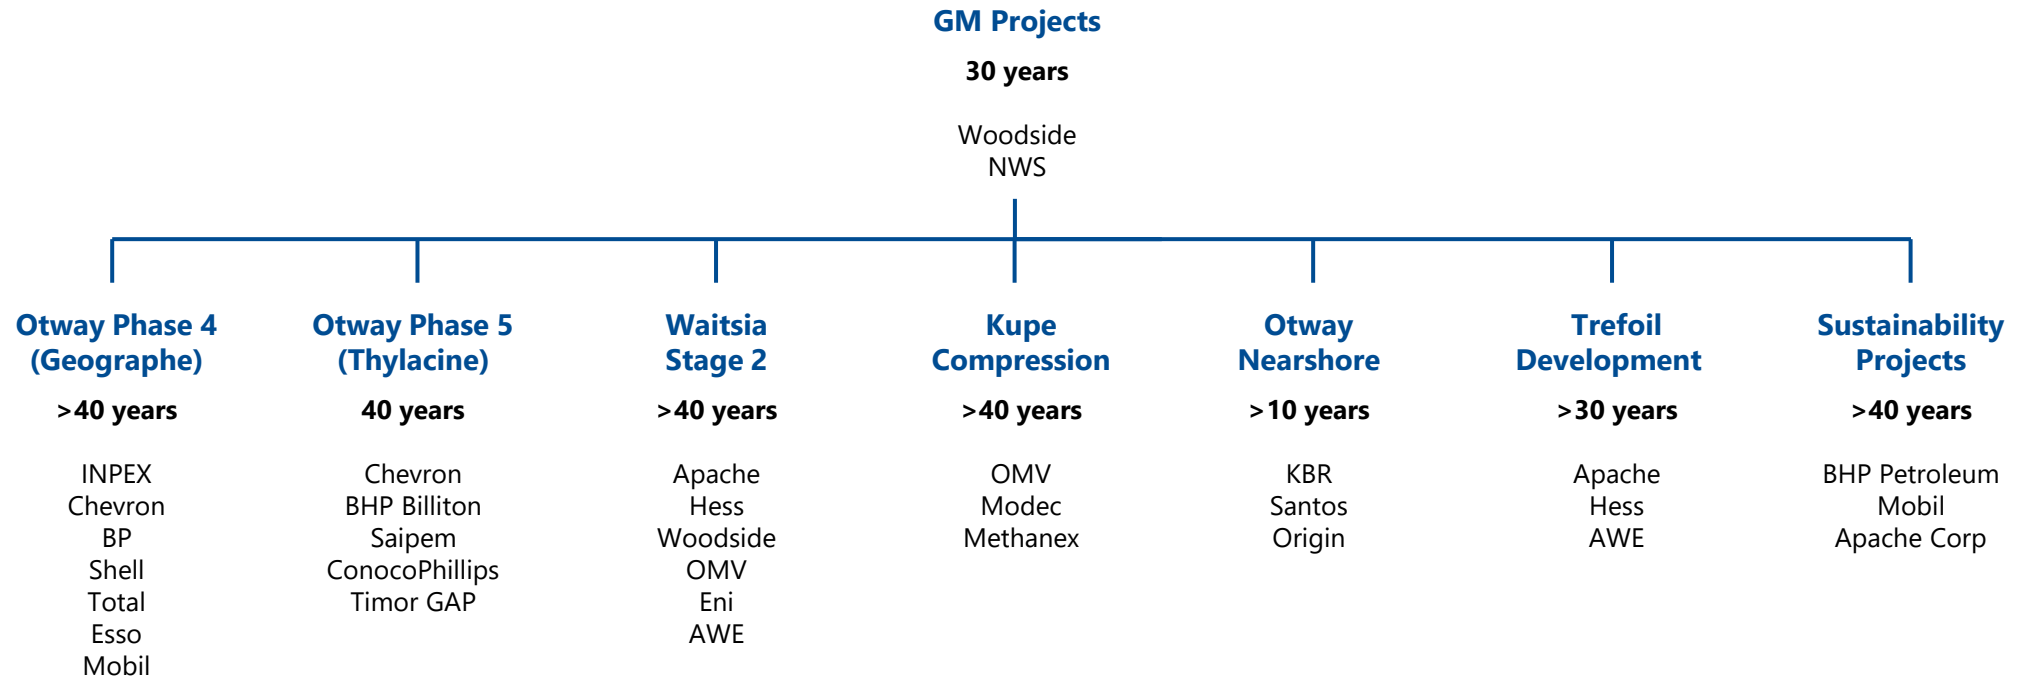 GM Projects
30 years
Woodside
NWS
Otway Phase 4
(Geographe)
>40 years
INPEX
Chevron
BP
Shell
Total
Esso
Mobil
Otway Phase 5
(Thylacine)
40 years
Chevron
BHP Billiton
Saipem
ConocoPhillips
Timor GAP
Waitsia
Stage 2
>40 years
Apache
Hess
Woodside
OMV
Eni
AWE
Kupe
Compression
>40 years
OMV
Modec
Methanex
Otway
Nearshore
>10 years
KBR
Santos
Origin
Trefoil
Development
>30 years
Apache
Hess
AWE
Sustainability
Projects
>40 years
BHP Petroleum
Mobil
Apache Corp